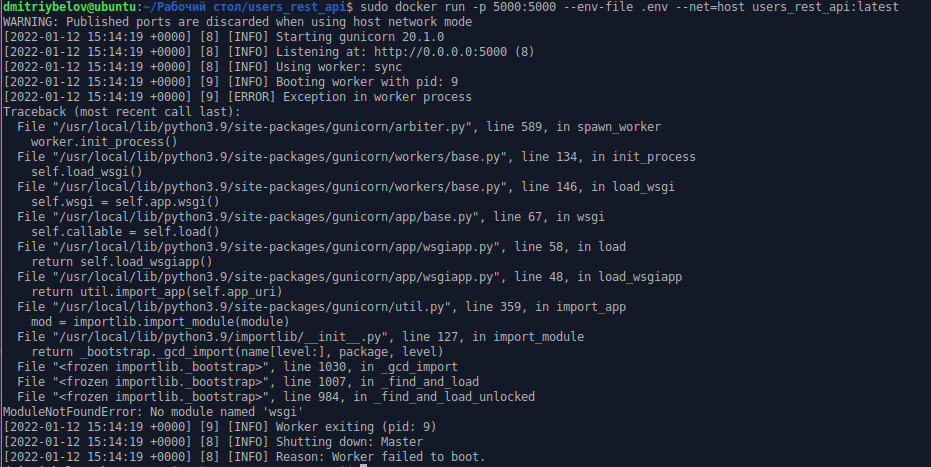 dmitriybelov@ubuntu:~/Рабочий стол/users_rest_api$ sudo docker run -p 5000:5000 --env-file .env --net=host users_rest_api:latest
WARNING: Published ports are discarded when using host network mode
[2022-01-12 15:14:19 +0000] [8] [INFO] Starting gunicorn 20.1.0
[2022-01-12 15:14:19 +0000] [8] [INFO] Listening at: http://0.0.0.0:5000 (8)
[2022-01-12 15:14:19 +0000] [8] [INFO] Using worker: sync
[2022-01-12 15:14:19 +0000] [9] [INFO] Booting worker with pid: 9
[2022-01-12 15:14:19 +0000] [9] [ERROR] Exception in worker process
Traceback (most recent call last):
  File "/usr/local/lib/python3.9/site-packages/gunicorn/arbiter.py", line 589, in spawn_worker
    worker.init_process()
  File "/usr/local/lib/python3.9/site-packages/gunicorn/workers/base.py", line 134, in init_process
    self.load_wsgi()
  File "/usr/local/lib/python3.9/site-packages/gunicorn/workers/base.py", line 146, in load_wsgi
    self.wsgi = self.app.wsgi()
  File "/usr/local/lib/python3.9/site-packages/gunicorn/app/base.py", line 67, in wsgi
    self.callable = self.load()
  File "/usr/local/lib/python3.9/site-packages/gunicorn/app/wsgiapp.py", line 58, in load
    return self.load_wsgiapp()
  File "/usr/local/lib/python3.9/site-packages/gunicorn/app/wsgiapp.py", line 48, in load_wsgiapp
    return util.import_app(self.app_uri)
  File "/usr/local/lib/python3.9/site-packages/gunicorn/util.py", line 359, in import_app
    mod = importlib.import_module(module)
  File "/usr/local/lib/python3.9/importlib/__init__.py", line 127, in import_module
    return _bootstrap._gcd_import(name[level:], package, level)
  File "<frozen importlib._bootstrap>", line 1030, in _gcd_import
  File "<frozen importlib._bootstrap>", line 1007, in _find_and_load
  File "<frozen importlib._bootstrap>", line 984, in _find_and_load_unlocked
ModuleNotFoundError: No module named 'wsgi'
[2022-01-12 15:14:19 +0000] [9] [INFO] Worker exiting (pid: 9)
[2022-01-12 15:14:19 +0000] [8] [INFO] Shutting down: Master
[2022-01-12 15:14:19 +0000] [8] [INFO] Reason: Worker failed to boot.